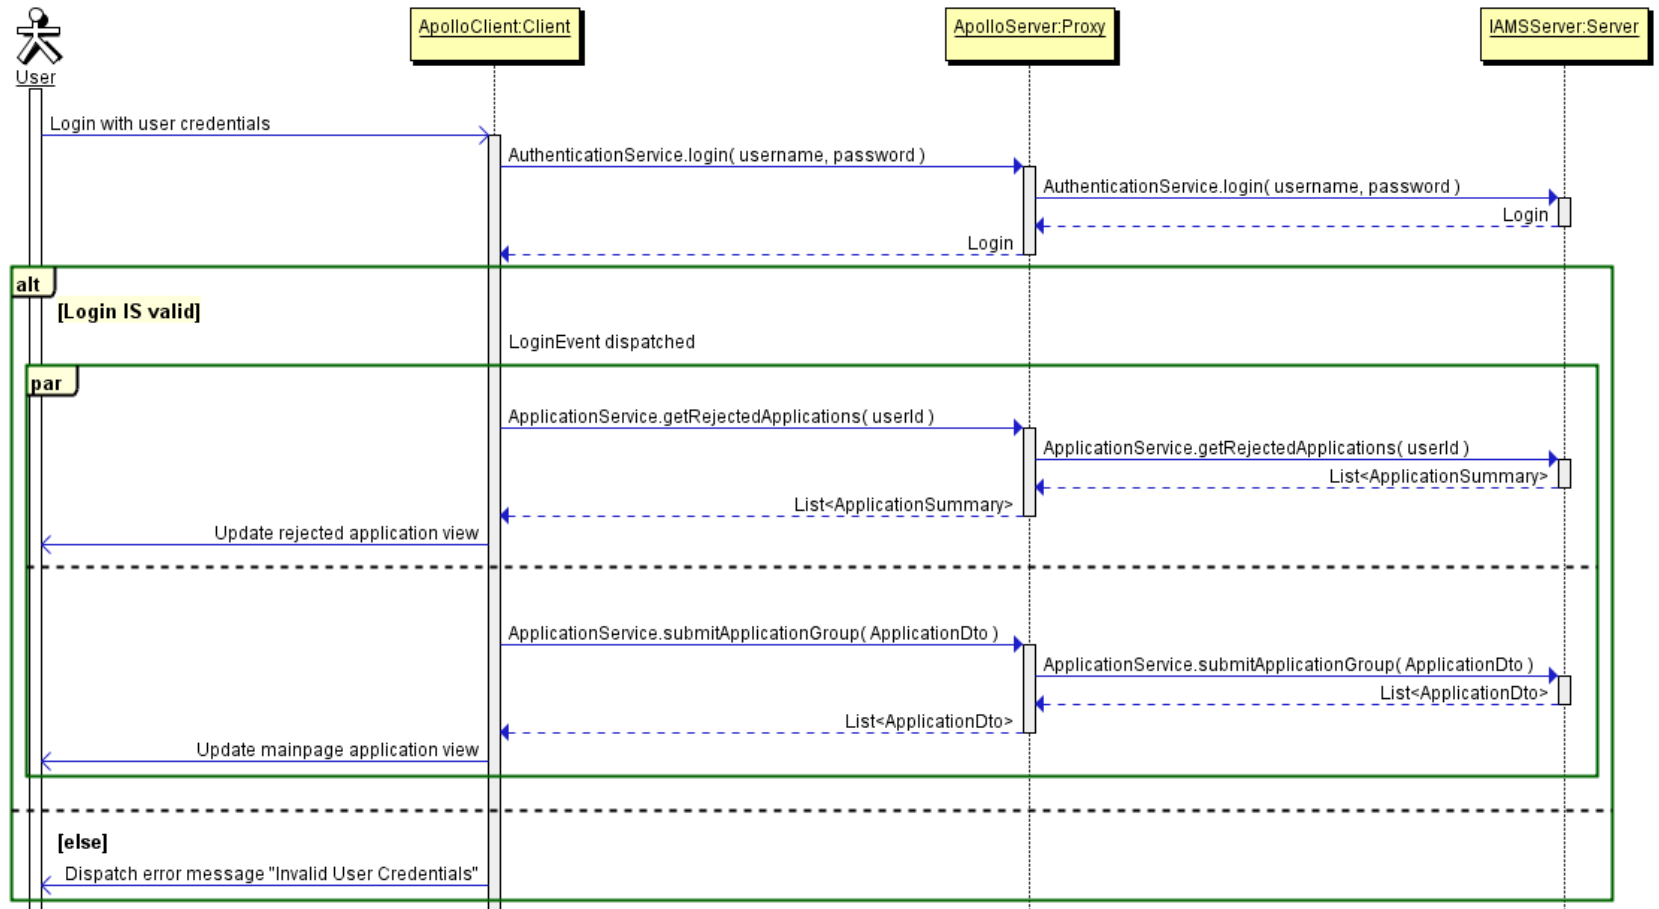 ApolloClient:Client
ApolloServer:Proxy
IAMSServer:Server
User
Login with user credentials
AuthenticationService.login( username, password )
AuthenticationService.login( username, password )
Login
Login
alt
[Login IS valid]
LoginEvent dispatched
par
ApplicationService.getRejectedApplications( userId )
ApplicationService.getRejectedApplications( userId )
List<ApplicationSummary>
List<ApplicationSummary>
Update rejected application view
ApplicationService.submitApplicationGroup( ApplicationDto )
ApplicationService.submitApplicationGroup( ApplicationDto )
List<ApplicationDto>
List<ApplicationDto>
Update mainpage application view
[else]
Dispatch error message "Invalid User Credentials"